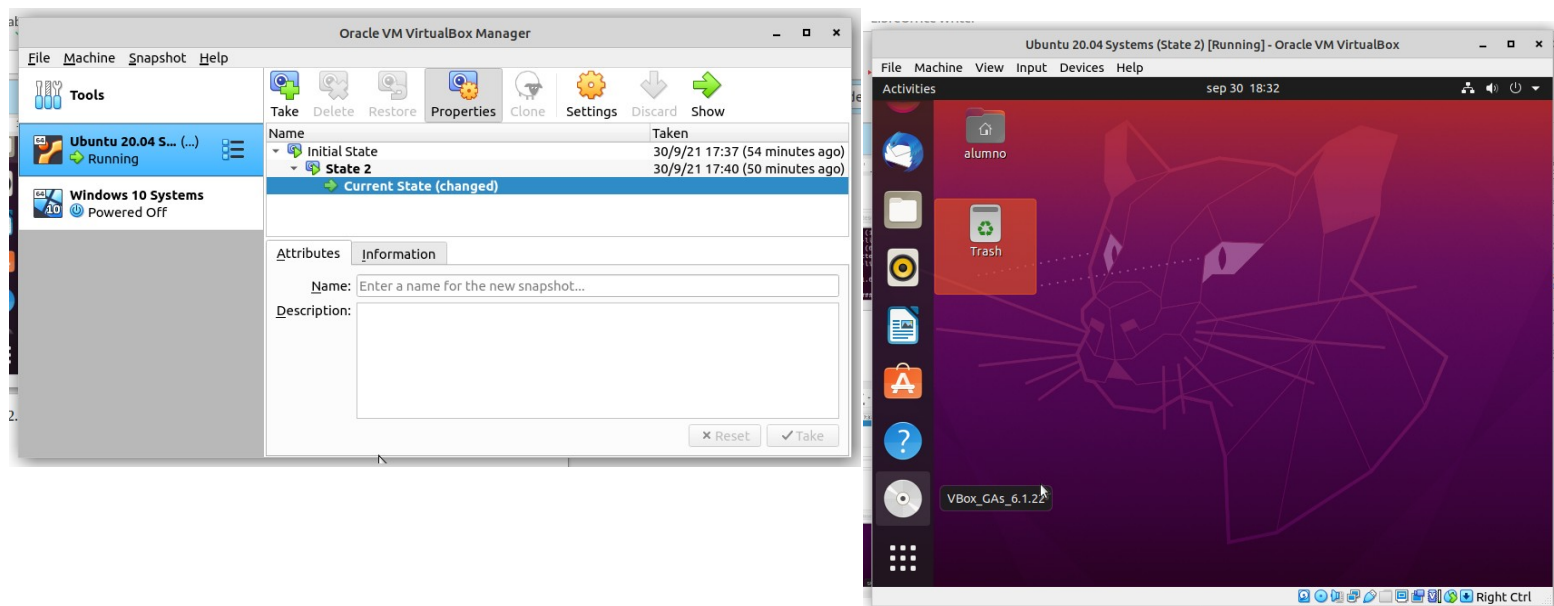 Oracle VM VirtualBox Manager
File Machine Snapshot Help
Tools
Ubuntu 20.04 S... (...)
Running
Windows 10 Systems
Powered Off
Take Delete Restore Properties Clone Settings Discard Show
Name Taken
Initial State 30/9/21 17:37 (54 minutes ago)
State 2 30/9/21 17:40 (50 minutes ago)
Current State (changed)
Attributes Information
Name: Enter a name for the new snapshot...
Description:
Reset Take
2.
Ubuntu 20.04 Systems (State 2) [Running] - Oracle VM VirtualBox
File Machine View Input Devices Help
Activities sep 30 18:32
alumno
Trash
VBox_GAs_6.1.22
Right Ctrl